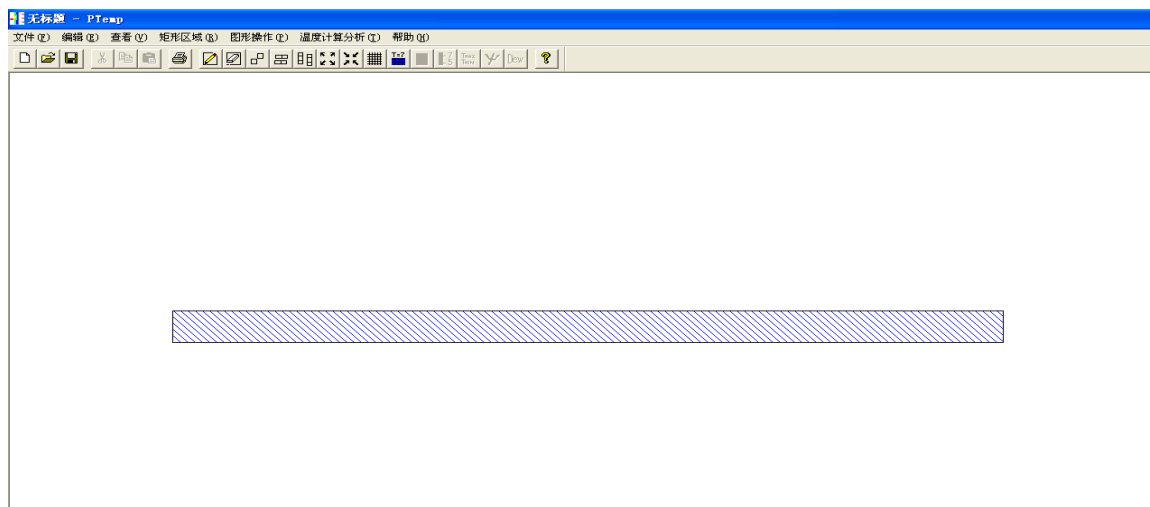 无标题 - PTemp
文件(F) 编辑(E) 查看(V) 矩形区域(R) 图形操作(P) 温度计算分析(T) 帮助(H)
T=? Dew